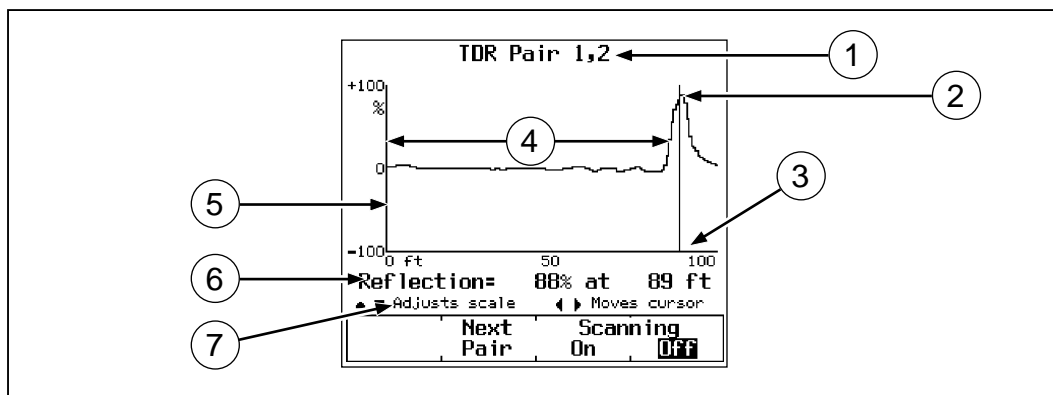 TDR Pair 1,2
1
+100
%
2
4
0
3
5
-100
0 ft 50 100
6
Reflection= 88% at 89 ft
= Adjusts scale Moves cursor
7
Next Pair
Scanning
On Off